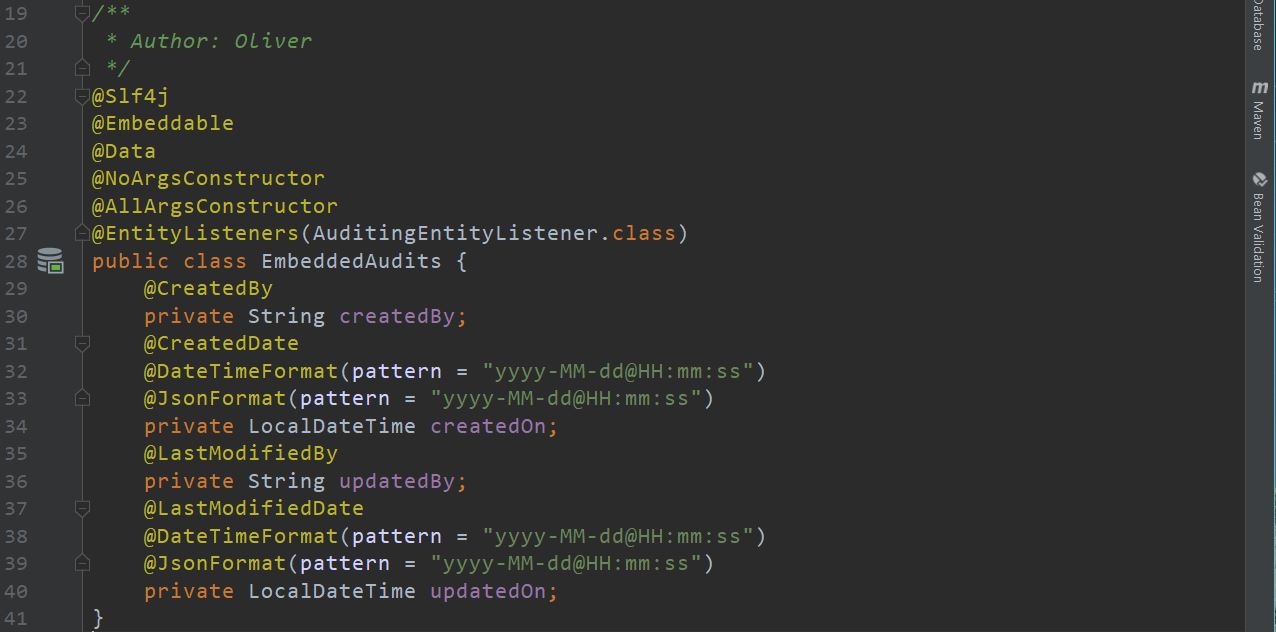 19 /**
20 * Author: Oliver
21 */
22 @Slf4j
23 @Embeddable
24 @Data
25 @NoArgsConstructor
26 @AllArgsConstructor
27 @EntityListeners(AuditingEntityListener.class)
28 public class EmbeddedAudits {
29 @CreatedBy
30 private String createdBy;
31 @CreatedDate
32 @DateTimeFormat(pattern = "yyyy-MM-dd@HH:mm:ss")
33 @JsonFormat(pattern = "yyyy-MM-dd@HH:mm:ss")
34 private LocalDateTime createdOn;
35 @LastModifiedBy
36 private String updatedBy;
37 @LastModifiedDate
38 @DateTimeFormat(pattern = "yyyy-MM-dd@HH:mm:ss")
39 @JsonFormat(pattern = "yyyy-MM-dd@HH:mm:ss")
40 private LocalDateTime updatedOn;
41 }
Database
m Maven
Bean Validation